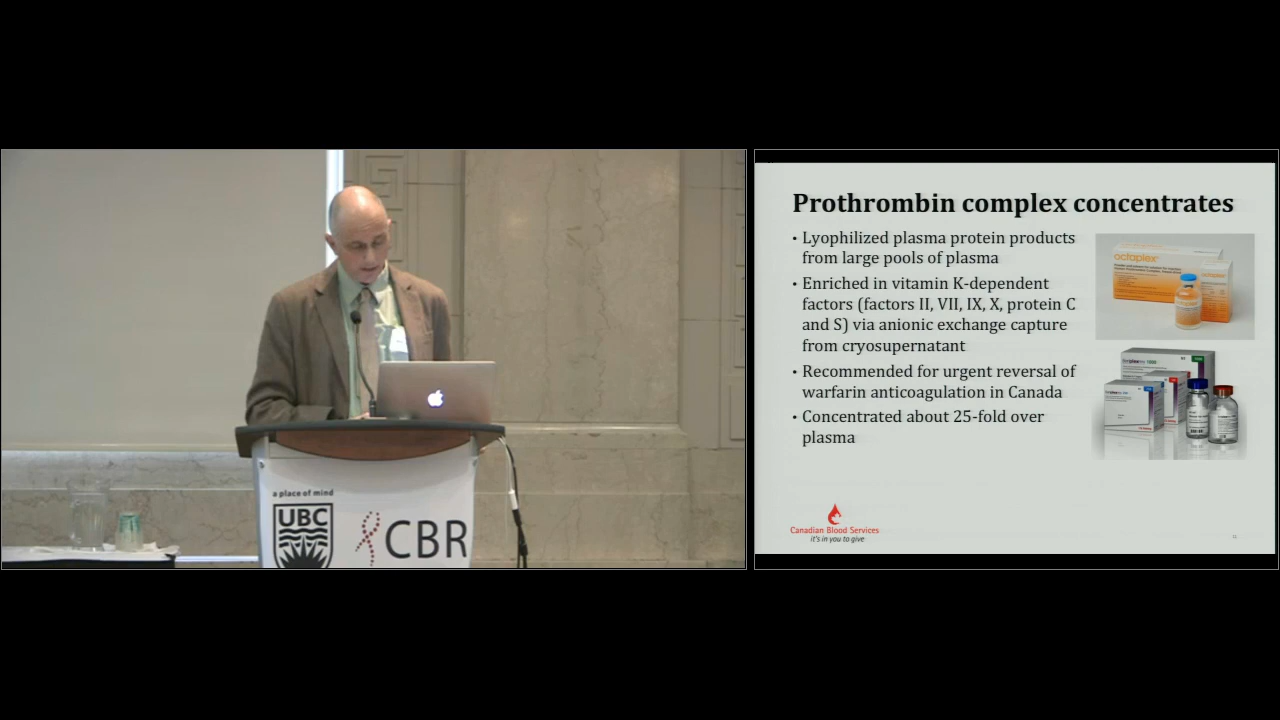 a place of mind
UBC
CBR
Prothrombin complex concentrates
• Lyophilized plasma protein products
from large pools of plasma
• Enriched in vitamin K-dependent
factors (factors II, VII, IX, X, protein C
and S) via anionic exchange capture
from cryosupernatant
• Recommended for urgent reversal of
warfarin anticoagulation in Canada
• Concentrated about 25-fold over
plasma
octaplex
Canadian Blood Services
it's in you to give